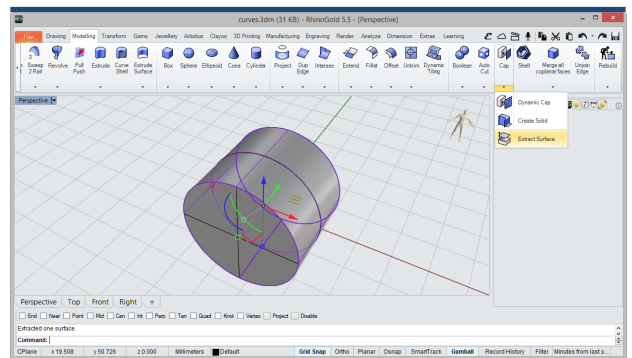 curves.3dm (31 KB) - RhinoGold 5.5 - [Perspective]
File Drawing Modelling Transform Gems Jewellery Artistics Clayoo 3D Printing Manufacturing Engraving Render Analyze Dimension Extras Learning
Sweep 2 Rail Revolve Pull Push Extrude Curve Shell Extrude Surface Box Sphere Ellipsoid Cone Cylinder Project Dup Edge Intersec Extend Fillet Offset Untrim Dynamic Tiling Boolean Auto Cut Cap Shell Merge all coplanar faces Unjoin Edge Rebuild
Perspective
Dynamic Cap
Create Solid
Extract Surface
Perspective Top Front Right
End Near Point Mid Cen Int Perp Tan Quad Knot Vertex Project Disable
Extracted one surface.
Command:
CPlane x 19.508 y 50.726 z 0.000 Millimeters Default Grid Snap Ortho Planar Osnap SmartTrack Gumball Record History Filter Minutes from last s...